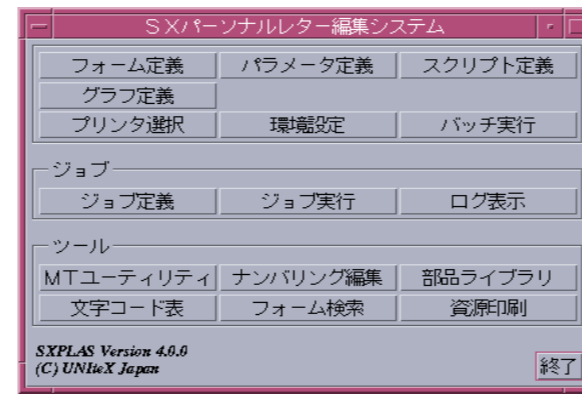 SXパーソナルレター編集システム
フォーム定義 パラメータ定義 スクリプト定義
グラフ定義
プリンタ選択 環境設定 バッチ実行
ジョブ
ジョブ定義 ジョブ実行 ログ表示
ツール
MTユーティリティ ナンバリング編集 部品ライブラリ
文字コード表 フォーム検索 資源印刷
SXPLAS Version 4.0.0
(C) UNIteX Japan
終了